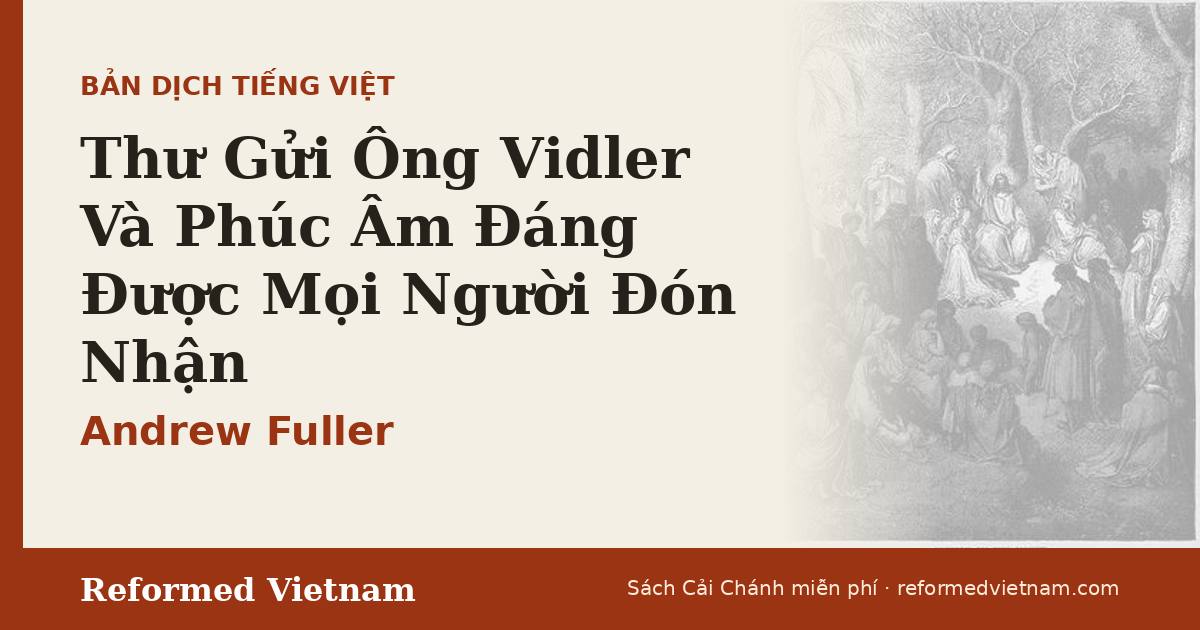 BẢN DỊCH TIẾNG VIỆT
Thư Gửi Ông Vidler
Và Phúc Âm Đáng
Được Mọi Người Đón
Nhận
Andrew Fuller
Reformed Vietnam
Sách Cải Chánh miễn phí · reformedvietnam.com